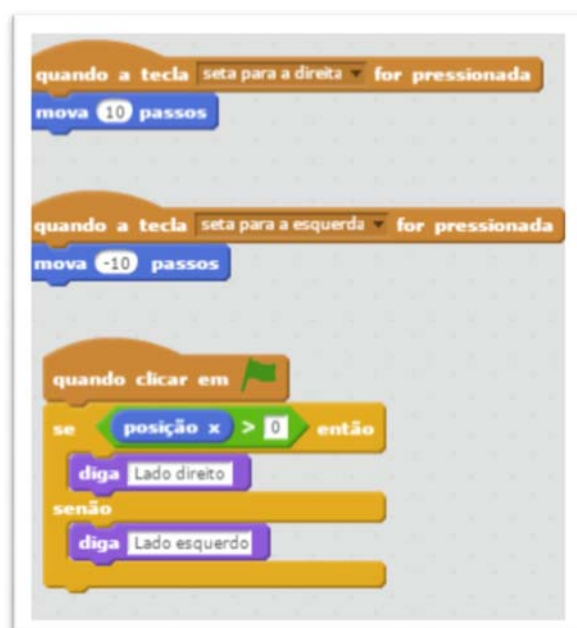 quando a tecla seta para a direita for pressionada
mova 10 passos
quando a tecla seta para a esquerda for pressionada
mova -10 passos
quando clicar em
se posição x > 0 então
diga Lado direito
senão
diga Lado esquerdo